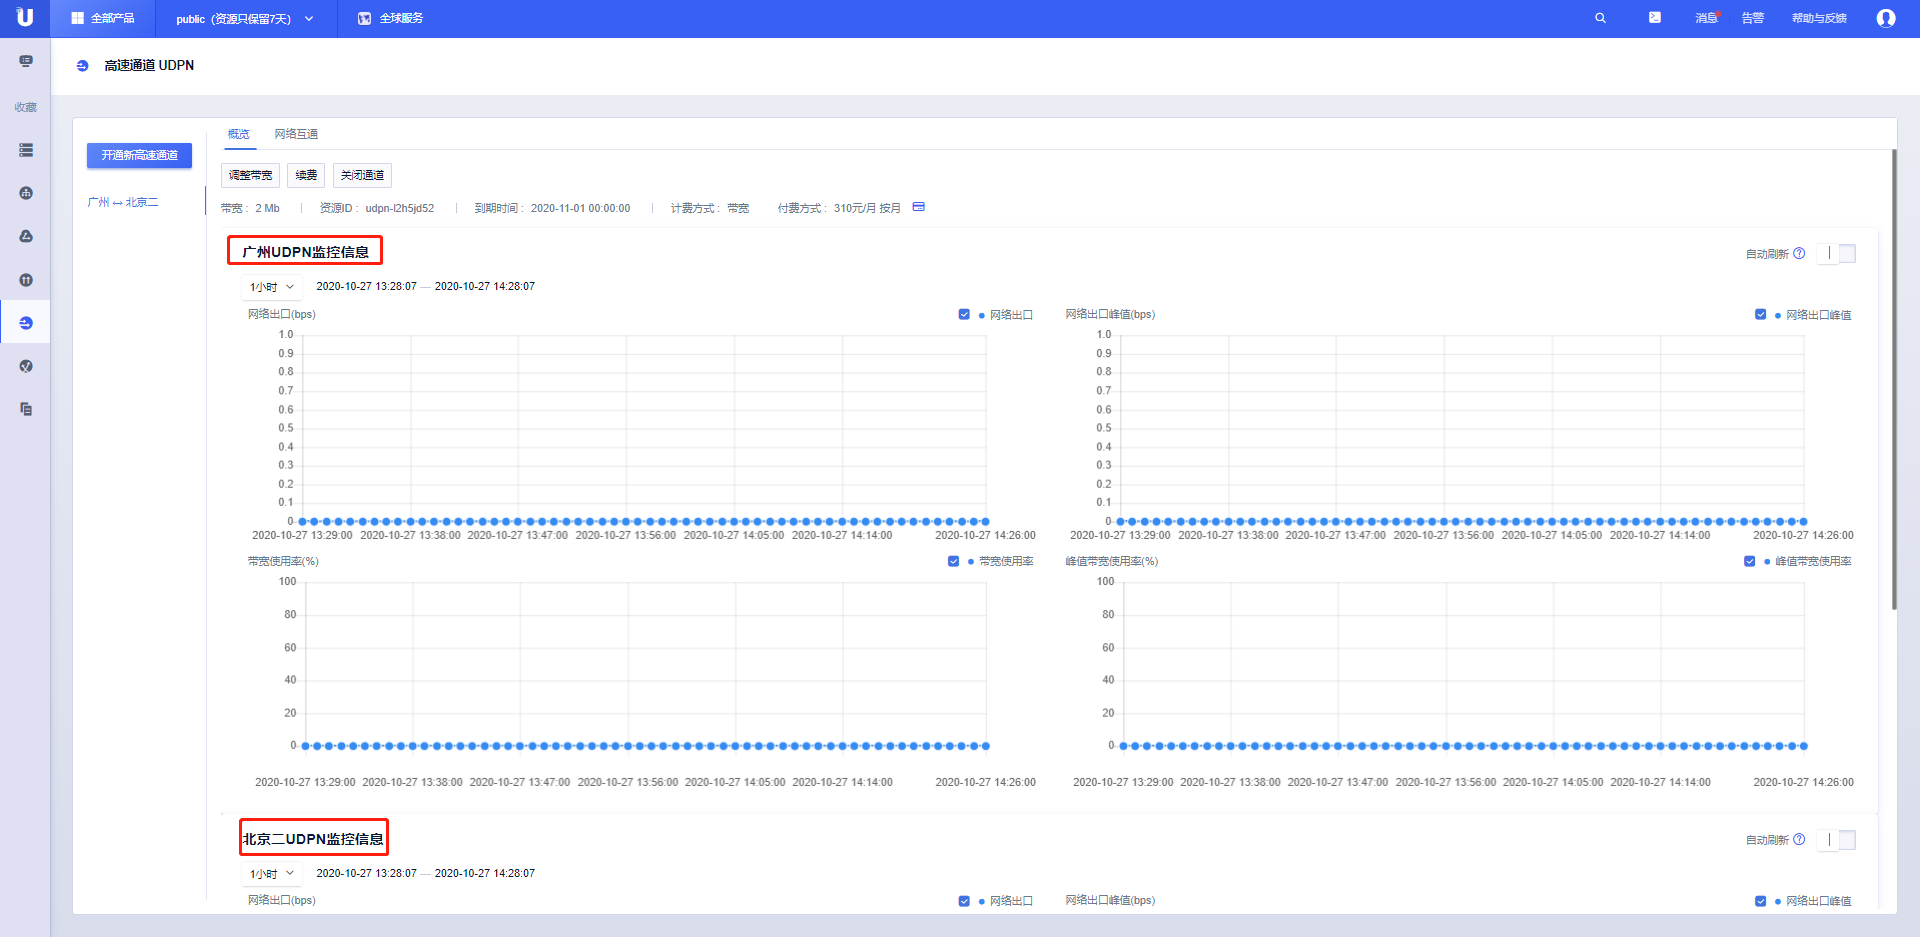 全部产品 public（资源只保留7天） 全球服务 消息 告警 帮助与反馈
高速通道 UDPN
收藏
概览 网络互通
开通新高速通道
调整带宽 续费 关闭通道
广州 ↔ 北京二
带宽： 2 Mb | 资源ID： udpn-l2h5jd52 | 到期时间： 2020-11-01 00:00:00 | 计费方式： 带宽 付费方式： 310元/月 按月
广州UDPN监控信息 自动刷新
1小时 2020-10-27 13:28:07 — 2020-10-27 14:28:07
网络出口(bps) 网络出口
1.0
0.9
0.8
0.7
0.6
0.5
0.4
0.3
0.2
0.1
0
2020-10-27 13:29:00 2020-10-27 13:38:00 2020-10-27 13:47:00 2020-10-27 13:56:00 2020-10-27 14:05:00 2020-10-27 14:14:00 2020-10-27 14:26:00
网络出口峰值(bps) 网络出口峰值
1.0
0.9
0.8
0.7
0.6
0.5
0.4
0.3
0.2
0.1
0
2020-10-27 13:29:00 2020-10-27 13:38:00 2020-10-27 13:47:00 2020-10-27 13:56:00 2020-10-27 14:05:00 2020-10-27 14:14:00 2020-10-27 14:26:00
带宽使用率(%) 带宽使用率
100
80
60
40
20
0
2020-10-27 13:29:00 2020-10-27 13:38:00 2020-10-27 13:47:00 2020-10-27 13:56:00 2020-10-27 14:05:00 2020-10-27 14:14:00 2020-10-27 14:26:00
峰值带宽使用率(%) 峰值带宽使用率
100
80
60
40
20
0
2020-10-27 13:29:00 2020-10-27 13:38:00 2020-10-27 13:47:00 2020-10-27 13:56:00 2020-10-27 14:05:00 2020-10-27 14:14:00 2020-10-27 14:26:00
北京二UDPN监控信息 自动刷新
1小时 2020-10-27 13:28:07 — 2020-10-27 14:28:07
网络出口(bps) 网络出口
网络出口峰值(bps) 网络出口峰值